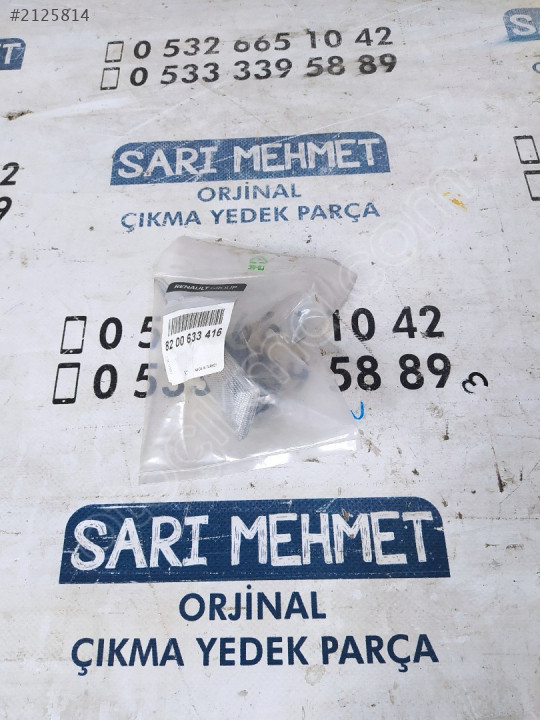 #2125814
0 532 665 10 42
0 533 339 58 89
SARI MEHMET
ORJİNAL
ÇIKMA YEDEK PARÇA
RENAULT GROUP
82 00 633 416
0 5
10 42
0 533
58 89
SARI MEHMET
ORJİNAL
ÇIKMA YEDEK PARÇA